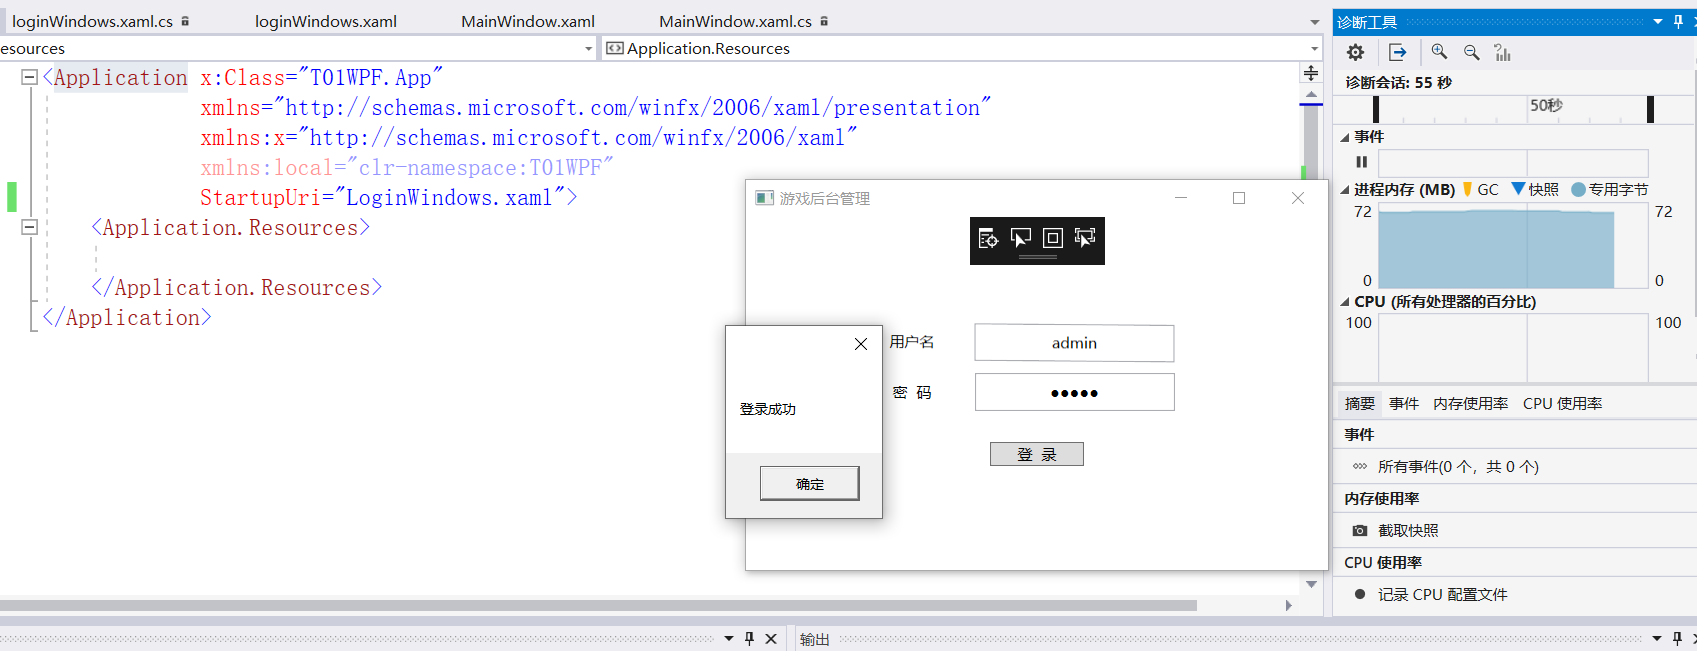 loginWindows.xaml.cs
loginWindows.xaml
MainWindow.xaml
MainWindow.xaml.cs
esources
Application.Resources
<Application x:Class="T01WPF.App"
xmlns="http://schemas.microsoft.com/winfx/2006/xaml/presentation"
xmlns:x="http://schemas.microsoft.com/winfx/2006/xaml"
xmlns:local="clr-namespace:T01WPF"
StartupUri="LoginWindows.xaml">
<Application.Resources>
</Application.Resources>
</Application>
游戏后台管理
用户名
admin
密 码
●●●●●
登 录
登录成功
确定
诊断工具
诊断会话: 55 秒
50秒
事件
进程内存 (MB)
GC
快照
专用字节
72
72
0
0
CPU (所有处理器的百分比)
100
100
摘要
事件
内存使用率
CPU 使用率
事件
所有事件(0 个，共 0 个)
内存使用率
截取快照
CPU 使用率
记录 CPU 配置文件
输出